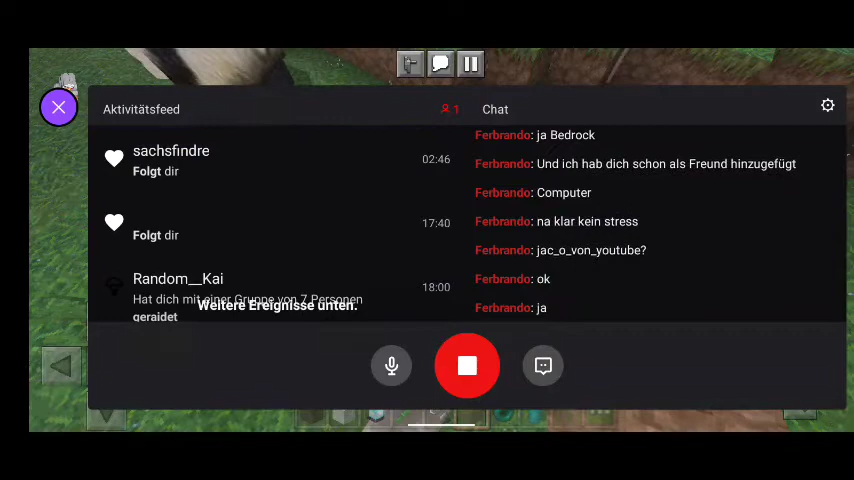 Aktivitätsfeed
1
Chat
sachsfindre
Folgt dir
02:46
Folgt dir
17:40
Random__Kai
Hat dich mit einer Gruppe von 7 Personen
geraidet
18:00
Weitere Ereignisse unten.
Ferbrando: ja Bedrock
Ferbrando: Und ich hab dich schon als Freund hinzugefügt
Ferbrando: Computer
Ferbrando: na klar kein stress
Ferbrando: jac_o_von_youtube?
Ferbrando: ok
Ferbrando: ja